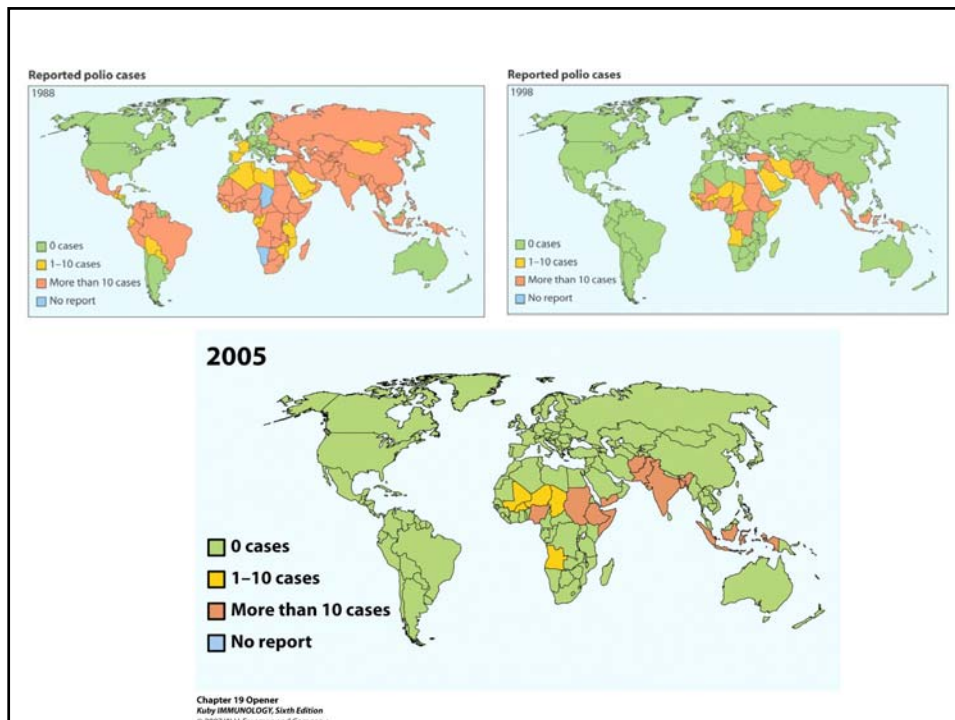 Reported polio cases
1988
0 cases
1–10 cases
More than 10 cases
No report
Reported polio cases
1998
0 cases
1–10 cases
More than 10 cases
No report
2005
0 cases
1–10 cases
More than 10 cases
No report
Chapter 19 Opener
Kuby IMMUNOLOGY, Sixth Edition
© 2007